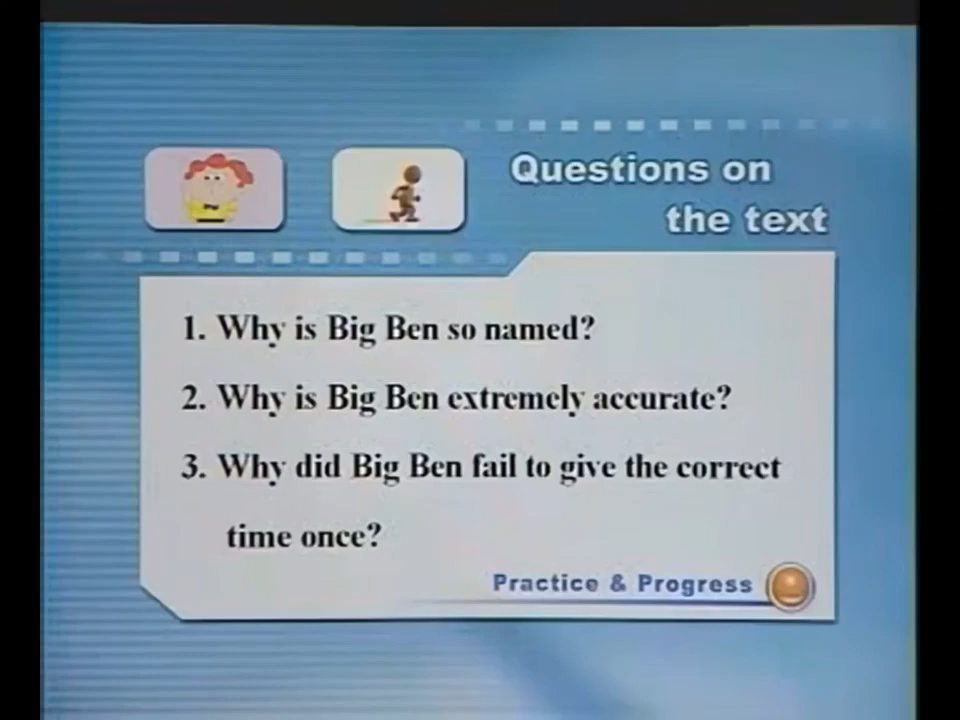 Questions on
the text
1. Why is Big Ben so named?
2. Why is Big Ben extremely accurate?
3. Why did Big Ben fail to give the correct
time once?
Practice & Progress